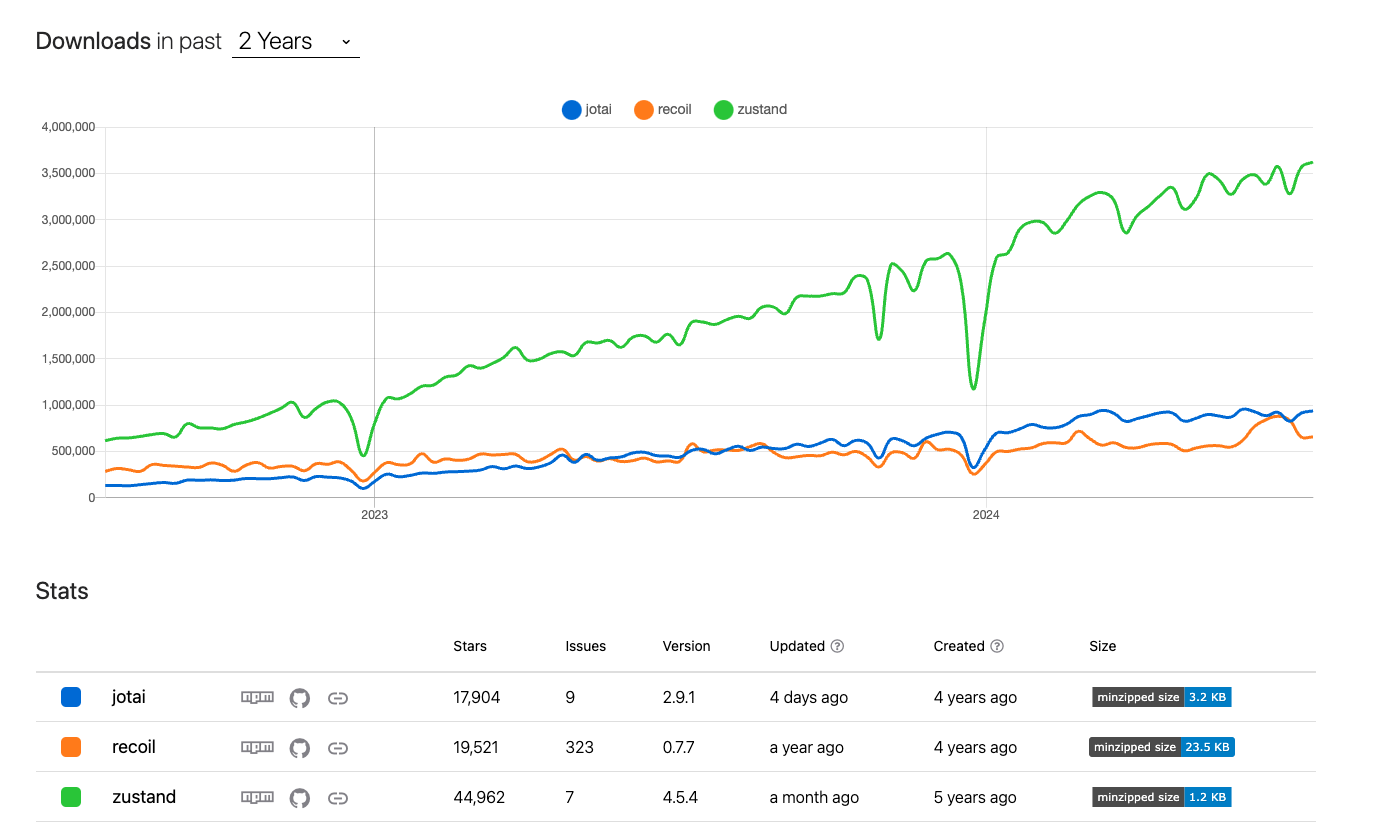 Downloads in past 2 Years
jotai recoil zustand
4,000,000
3,500,000
3,000,000
2,500,000
2,000,000
1,500,000
1,000,000
500,000
0
2023 2024
Stats
Stars Issues Version Updated ? Created ? Size
jotai npm 17,904 9 2.9.1 4 days ago 4 years ago minzipped size 3.2 KB
recoil npm 19,521 323 0.7.7 a year ago 4 years ago minzipped size 23.5 KB
zustand npm 44,962 7 4.5.4 a month ago 5 years ago minzipped size 1.2 KB